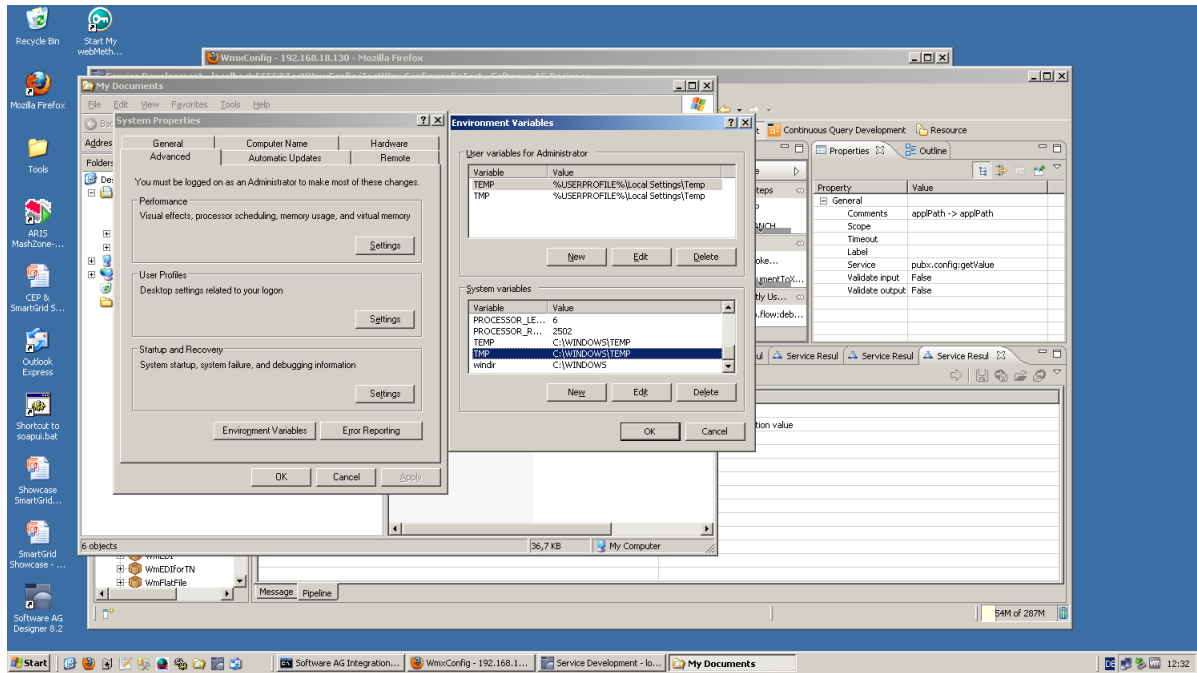 Recycle Bin
Start My
webMeth...
Mozilla Firefox
Tools
ARIS
MashZone-...
CEP &
SmartGrid S...
Outlook
Express
Shortcut to
soapui.bat
Showcase
SmartGrid...
SmartGrid
Showcase - ...
Software AG
Designer 8.2
WmxConfig - 192.168.18.130 - Mozilla Firefox
My Documents
File Edit View Favorites Tools Help
Address
Folders
System Properties
General Computer Name Hardware
Advanced Automatic Updates Remote
You must be logged on as an Administrator to make most of these changes.
Performance
Visual effects, processor scheduling, memory usage, and virtual memory
Settings
User Profiles
Desktop settings related to your logon
Settings
Startup and Recovery
System startup, system failure, and debugging information
Settings
Environment Variables Error Reporting
OK Cancel Apply
Environment Variables
User variables for Administrator
Variable Value
TEMP %USERPROFILE%\Local Settings\Temp
TMP %USERPROFILE%\Local Settings\Temp
New Edit Delete
System variables
Variable Value
PROCESSOR_LE... 6
PROCESSOR_R... 2502
TEMP C:\WINDOWS\TEMP
TMP C:\WINDOWS\TEMP
windir C:\WINDOWS
New Edit Delete
OK Cancel
Continuous Query Development Resource
Properties Outline
Property Value
General
Comments applPath -> applPath
Scope
Timeout
Label
Service pubx.config:getValue
Validate input False
Validate output False
Service Resul Service Resul Service Resul
tion value
6 objects 36,7 KB My Computer
WmEDI
WmEDIforTN
WmFlatFile
Message Pipeline
54M of 287M
Start Software AG Integration... WmxConfig - 192.168.1... Service Development - lo... My Documents DE 12:32